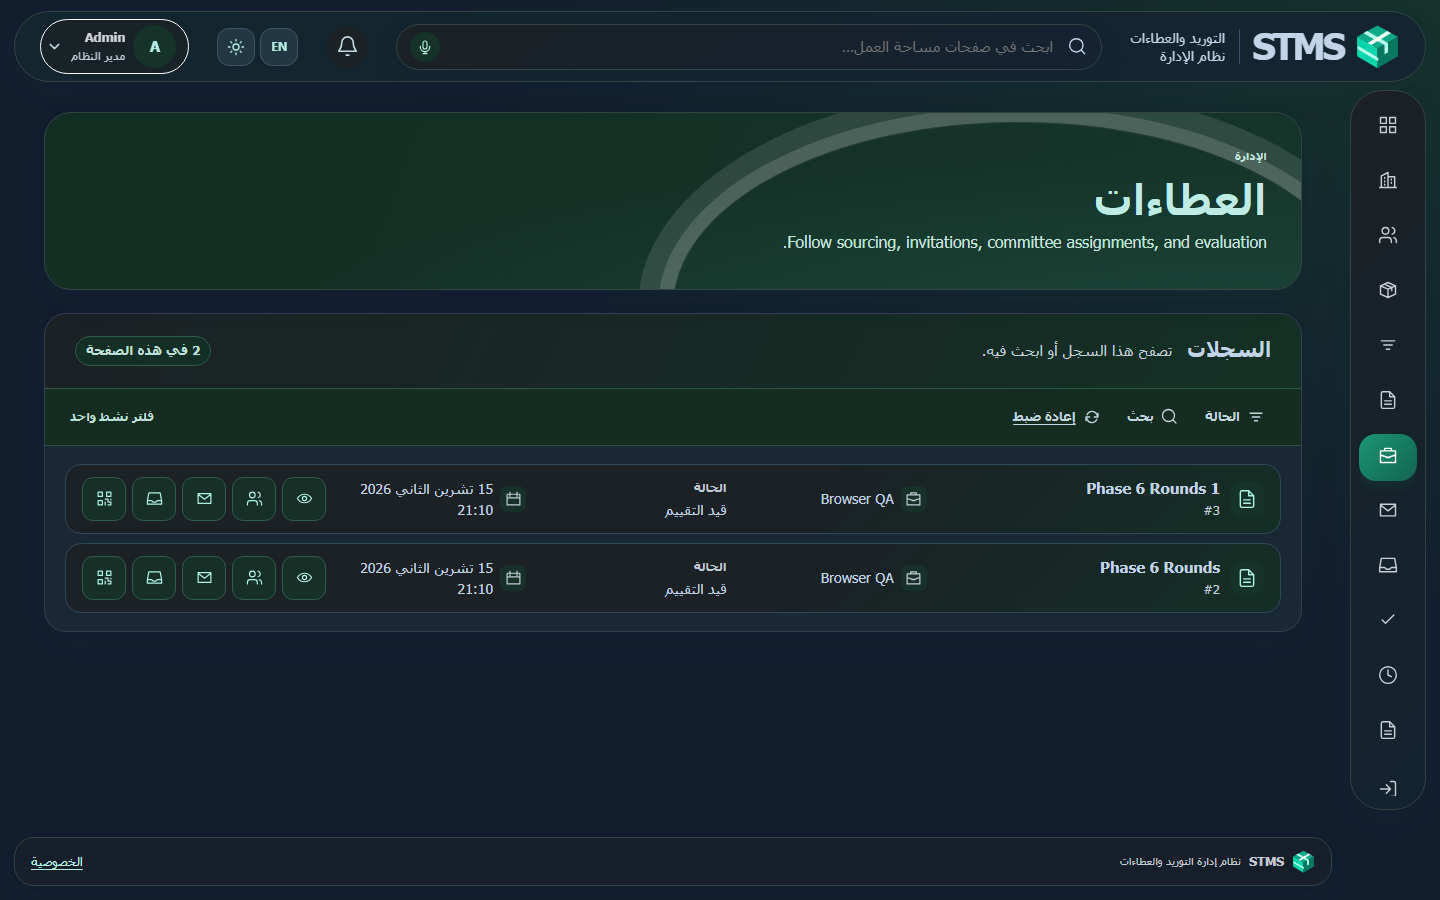 STMS
التوريد والعطاءات
نظام الإدارة
ابحث في صفحات مساحة العمل...
EN
A
Admin
مدير النظام
الإدارة
العطاءات
Follow sourcing, invitations, committee assignments, and evaluation.
السجلات
تصفح هذا السجل أو ابحث فيه.
2 في هذه الصفحة
الحالة
بحث
إعادة ضبط
فلتر نشط واحد
Phase 6 Rounds 1
#3
Browser QA
الحالة
قيد التقييم
15 تشرين الثاني 2026
21:10
Phase 6 Rounds
#2
Browser QA
الحالة
قيد التقييم
15 تشرين الثاني 2026
21:10
STMS
نظام إدارة التوريد والعطاءات
الخصوصية